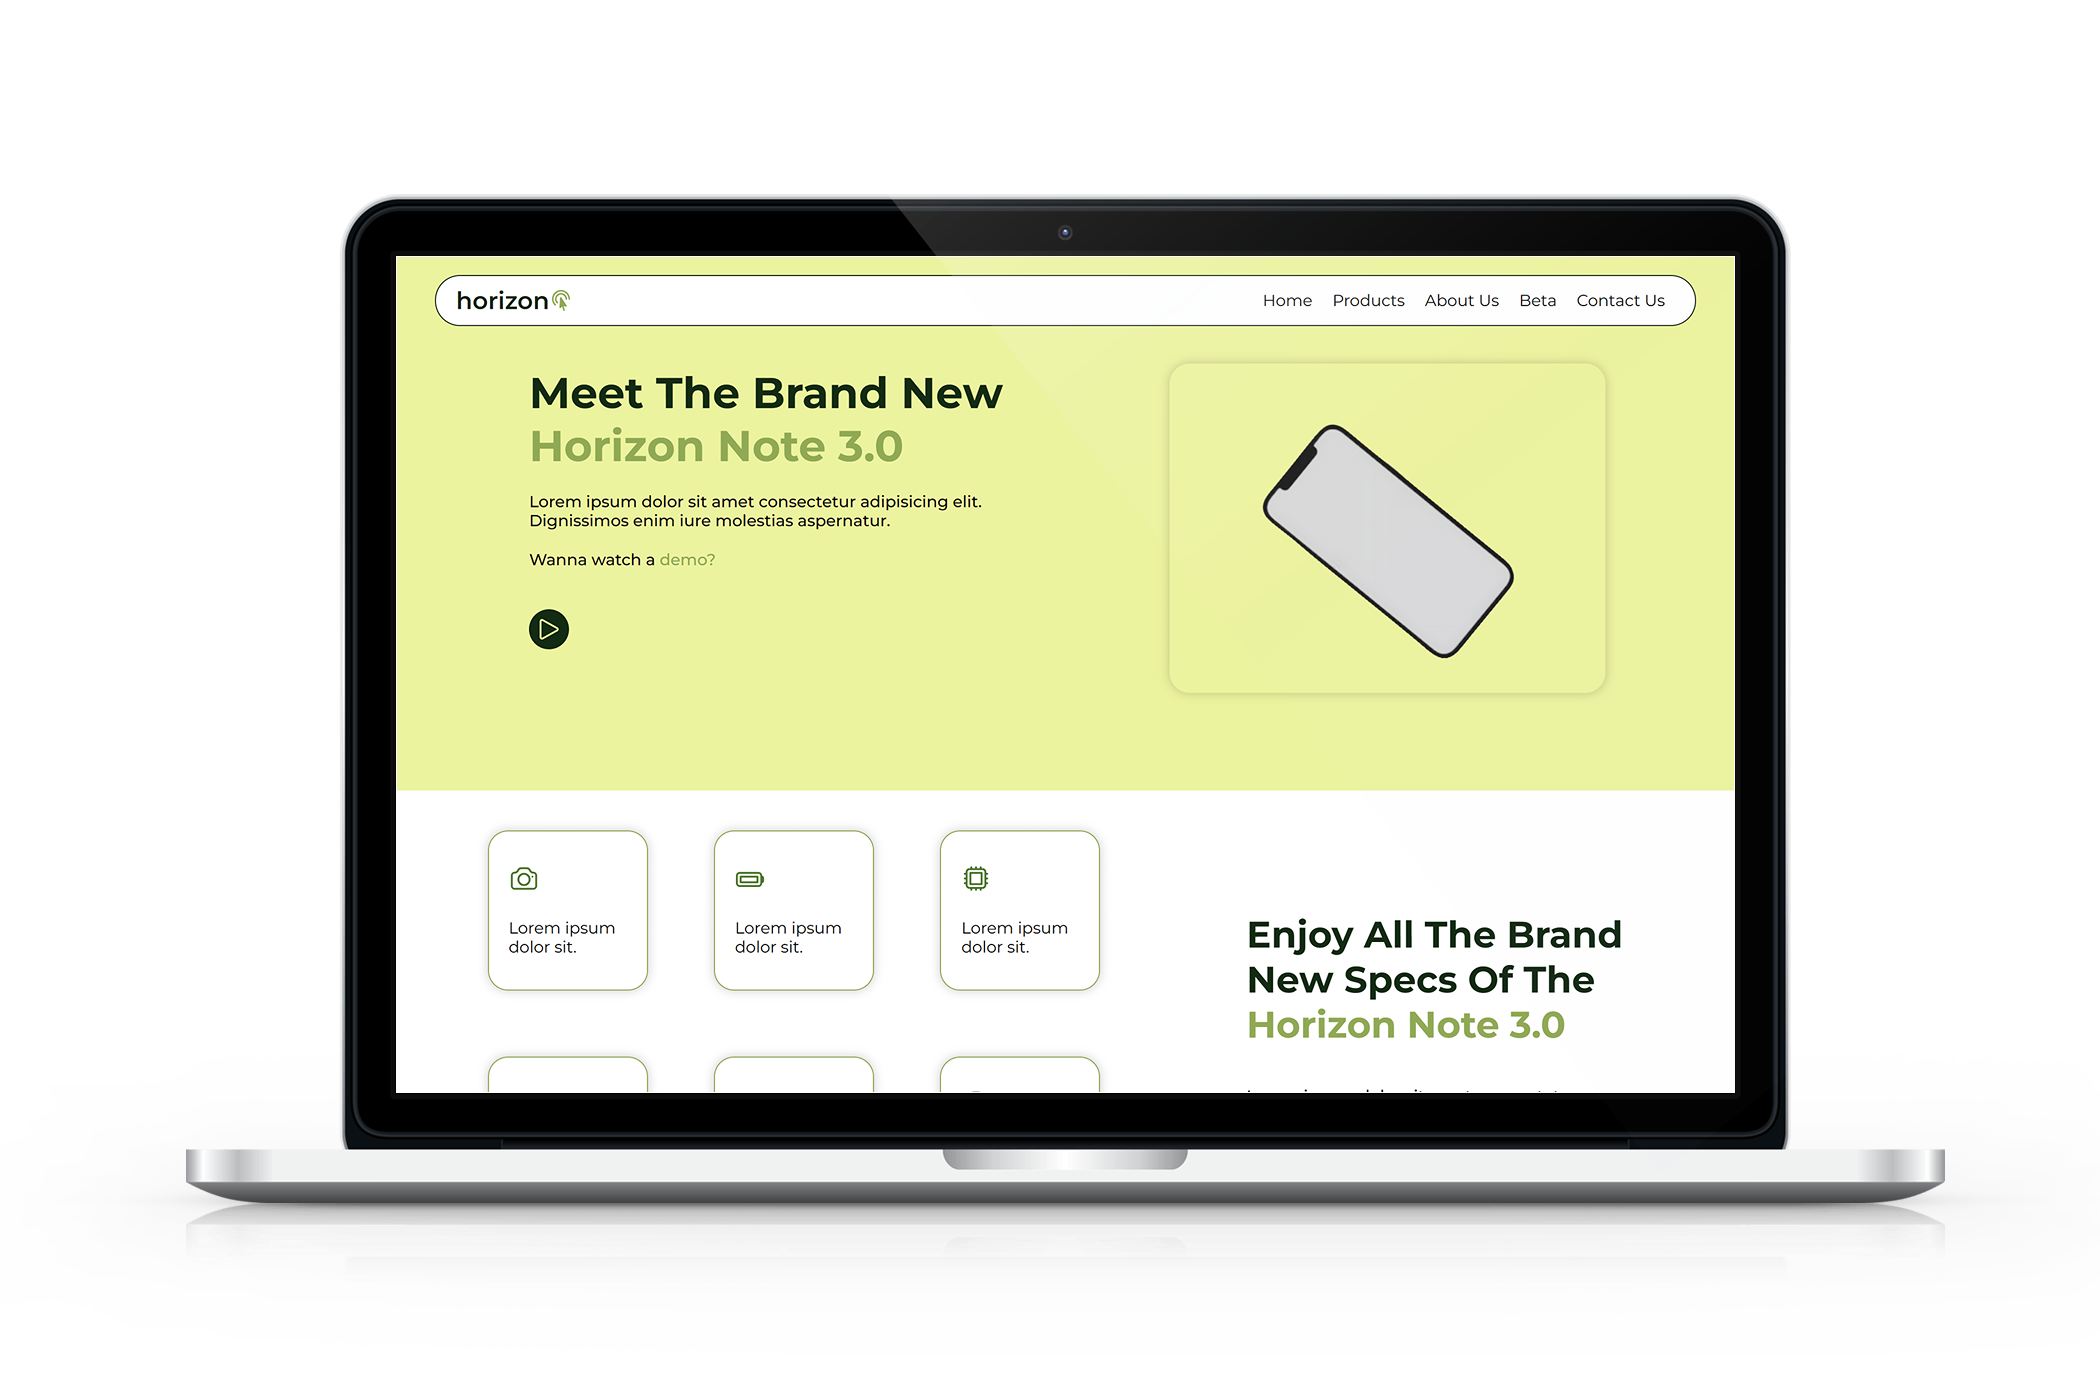 horizon
Home Products About Us Beta Contact Us
Meet The Brand New
Horizon Note 3.0
Lorem ipsum dolor sit amet consectetur adipisicing elit.
Dignissimos enim iure molestias aspernatur.
Wanna watch a demo?
Lorem ipsum
dolor sit.
Lorem ipsum
dolor sit.
Lorem ipsum
dolor sit.
Enjoy All The Brand
New Specs Of The
Horizon Note 3.0